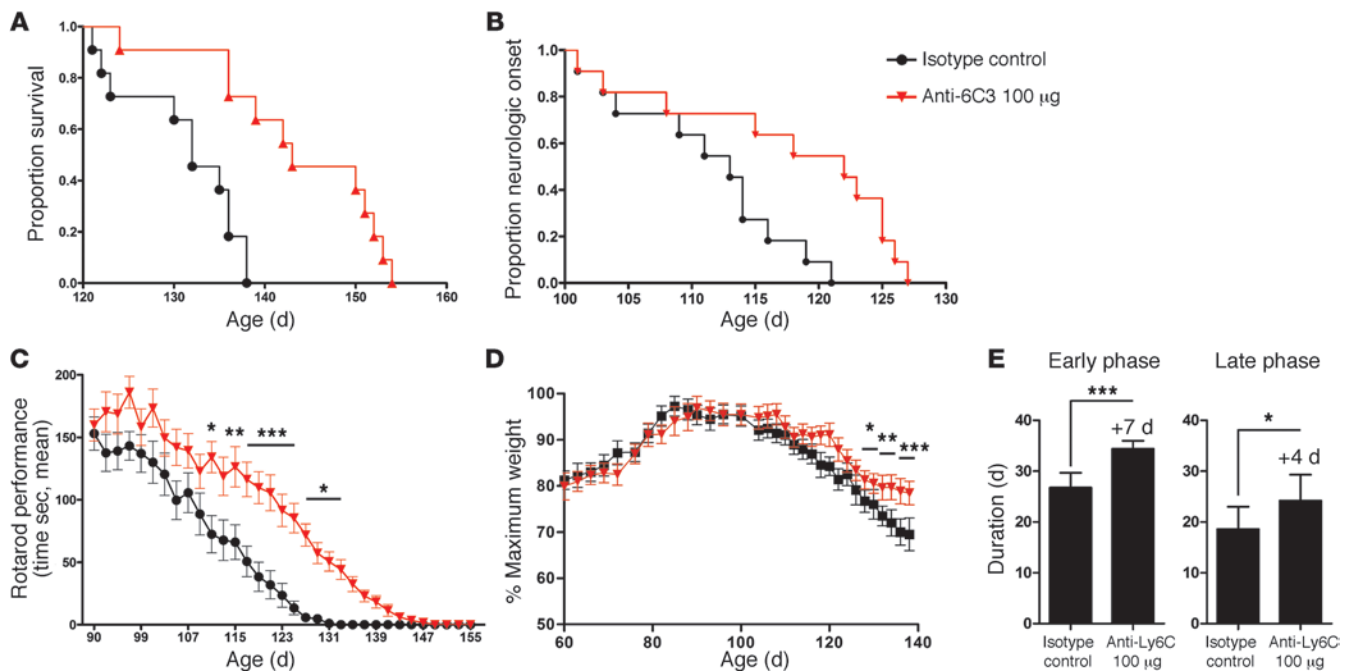 A
Proportion survival
1.0
0.8
0.6
0.4
0.2
0.0
120 130 140 150 160
Age (d)
B
Proportion neurologic onset
1.0
0.8
0.6
0.4
0.2
0.0
100 105 110 115 120 125 130
Age (d)
Isotype control
Anti-6C3 100 μg
C
Rotarod performance
(time sec, mean)
200
150
100
50
0
* ** ***
*
90 99 107 115 123 131 139 147 155
Age (d)
D
% Maximum weight
100
90
80
70
60
50
*
**
***
60 80 100 120 140
Age (d)
E
Early phase
Duration (d)
40
30
20
10
0
***
+7 d
Isotype
control
Anti-Ly6C
100 μg
Late phase
40
30
20
10
0
*
+4 d
Isotype
control
Anti-Ly6C
100 μg